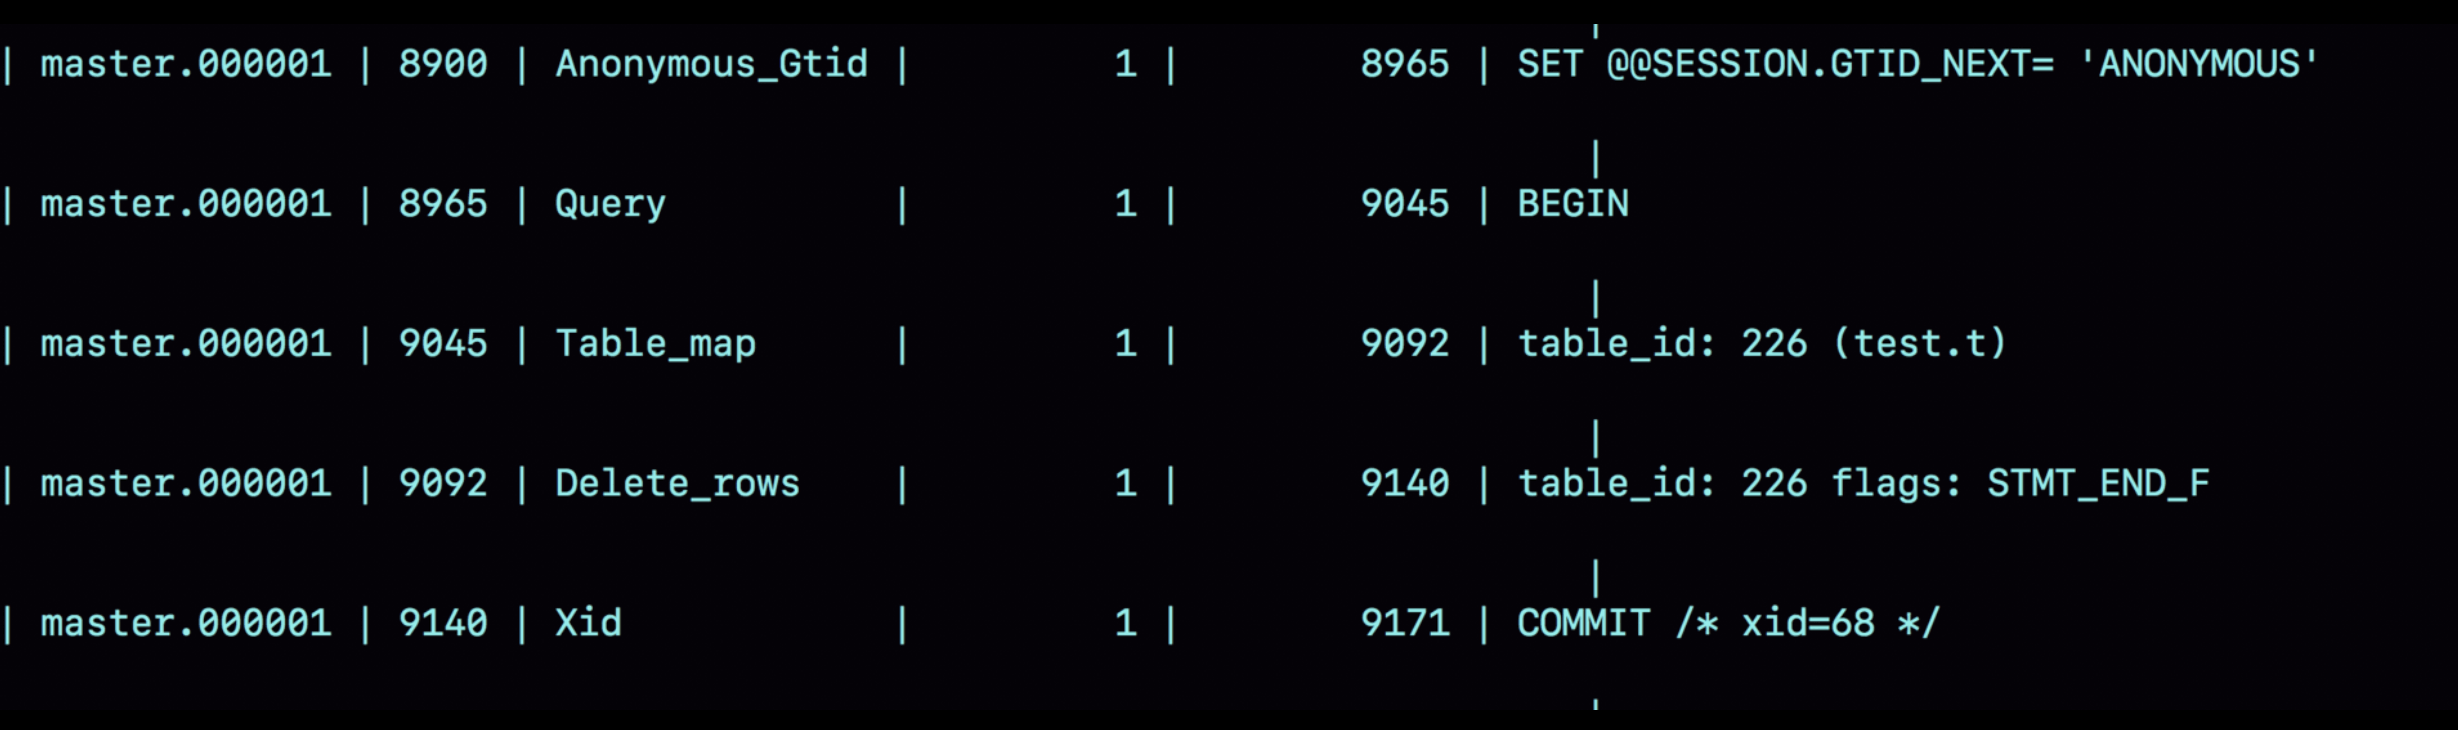 | master.000001 | 8900 | Anonymous_Gtid |         1 |        8965 | SET @@SESSION.GTID_NEXT= 'ANONYMOUS'
|
| master.000001 | 8965 | Query          |         1 |        9045 | BEGIN
|
| master.000001 | 9045 | Table_map      |         1 |        9092 | table_id: 226 (test.t)
|
| master.000001 | 9092 | Delete_rows    |         1 |        9140 | table_id: 226 flags: STMT_END_F
|
| master.000001 | 9140 | Xid            |         1 |        9171 | COMMIT /* xid=68 */